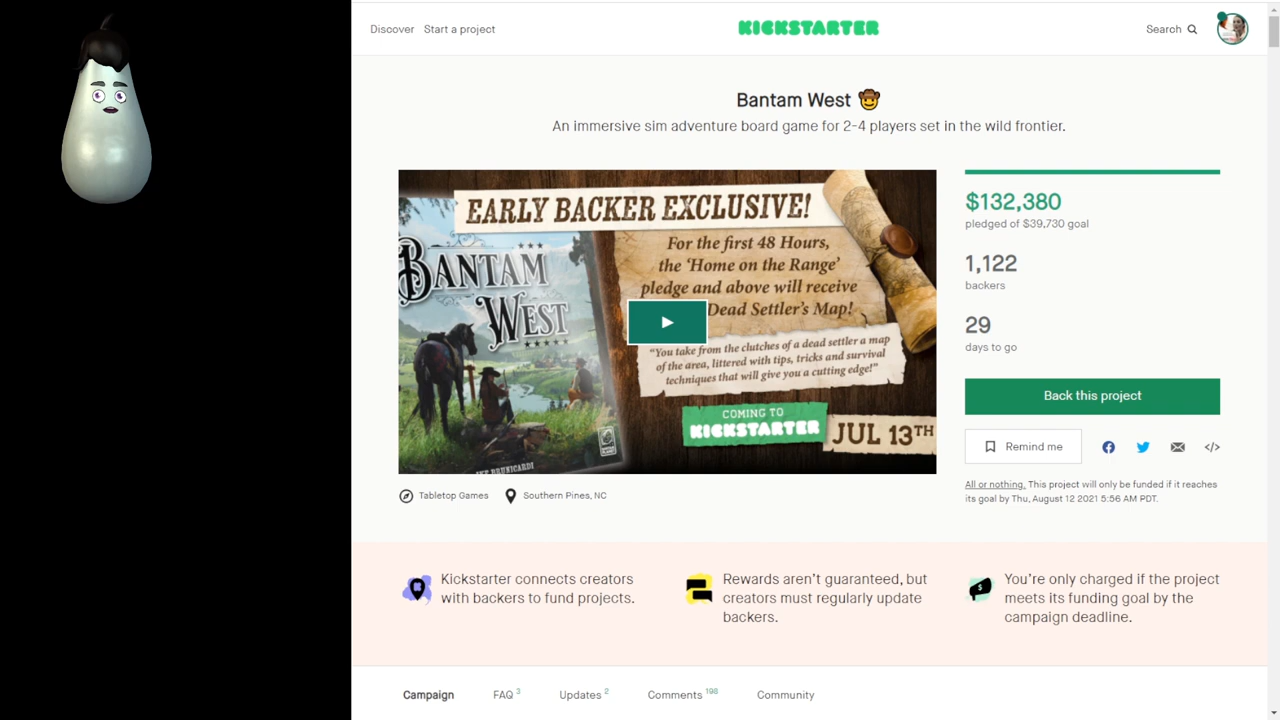 Discover Start a project
KICKSTARTER
Search
Bantam West
An immersive sim adventure board game for 2-4 players set in the wild frontier.
EARLY BACKER EXCLUSIVE!
For the first 48 Hours,
the 'Home on the Range'
pledge and above will receive
Dead Settler's Map!
"You take from the clutches of a dead settler a map
of the area, littered with tips, tricks and survival
techniques that will give you a cutting edge!"
COMING TO
KICKSTARTER
JUL 13TH
BANTAM
WEST
BRUNICARDI
$132,380
pledged of $39,730 goal
1,122
backers
29
days to go
Back this project
Remind me
All or nothing. This project will only be funded if it reaches
its goal by Thu, August 12 2021 5:56 AM PDT.
Tabletop Games Southern Pines, NC
Kickstarter connects creators
with backers to fund projects.
Rewards aren't guaranteed, but
creators must regularly update
backers.
You're only charged if the project
meets its funding goal by the
campaign deadline.
Campaign FAQ 3 Updates 2 Comments 198 Community